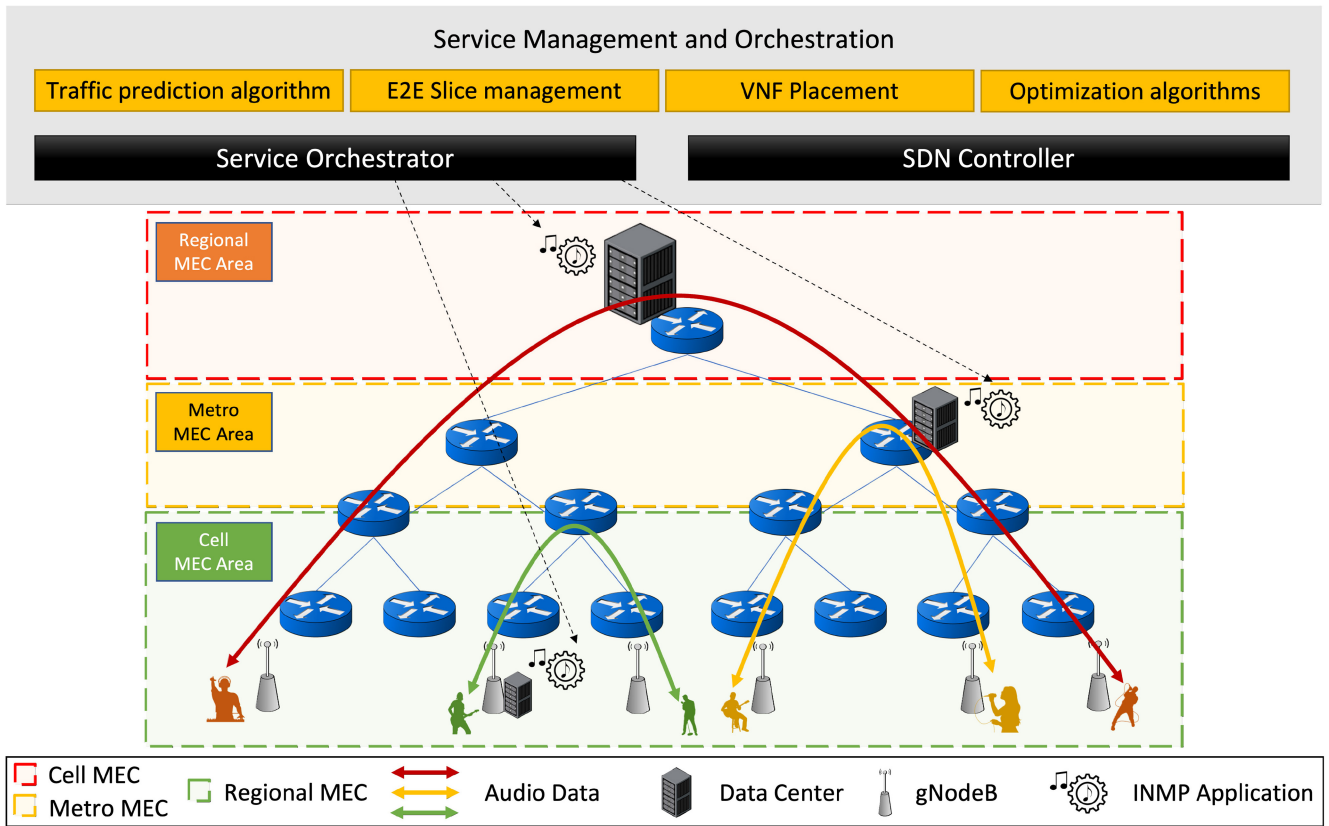 Service Management and Orchestration
Traffic prediction algorithm
E2E Slice management
VNF Placement
Optimization algorithms
Service Orchestrator
SDN Controller
Regional
MEC Area
Metro
MEC Area
Cell
MEC Area
Cell MEC
Metro MEC
Regional MEC
Audio Data
Data Center
gNodeB
INMP Application